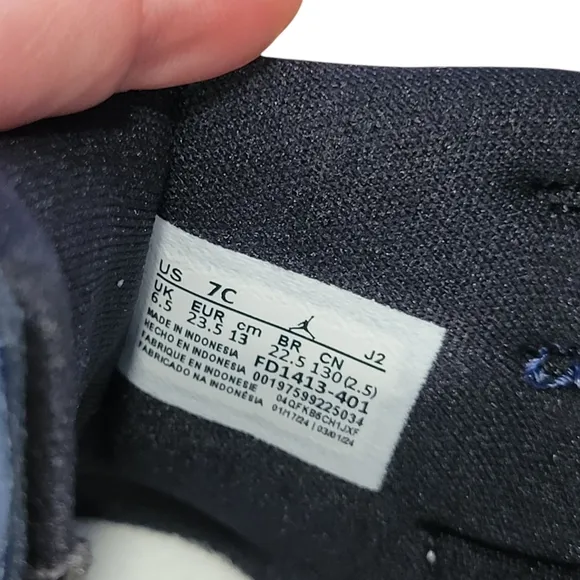 US 7C
UK EUR cm BR CN J2
6.5 23.5 13 22.5 130(2.5)
MADE IN INDONESIA FD1413-401
HECHO EN INDONESIA 00197599225034
FABRIQUE EN INDONESIE 04QFKB5CH1JXF
FABRICADO NA INDONÉSIA 01/17/24 | 03/01/24